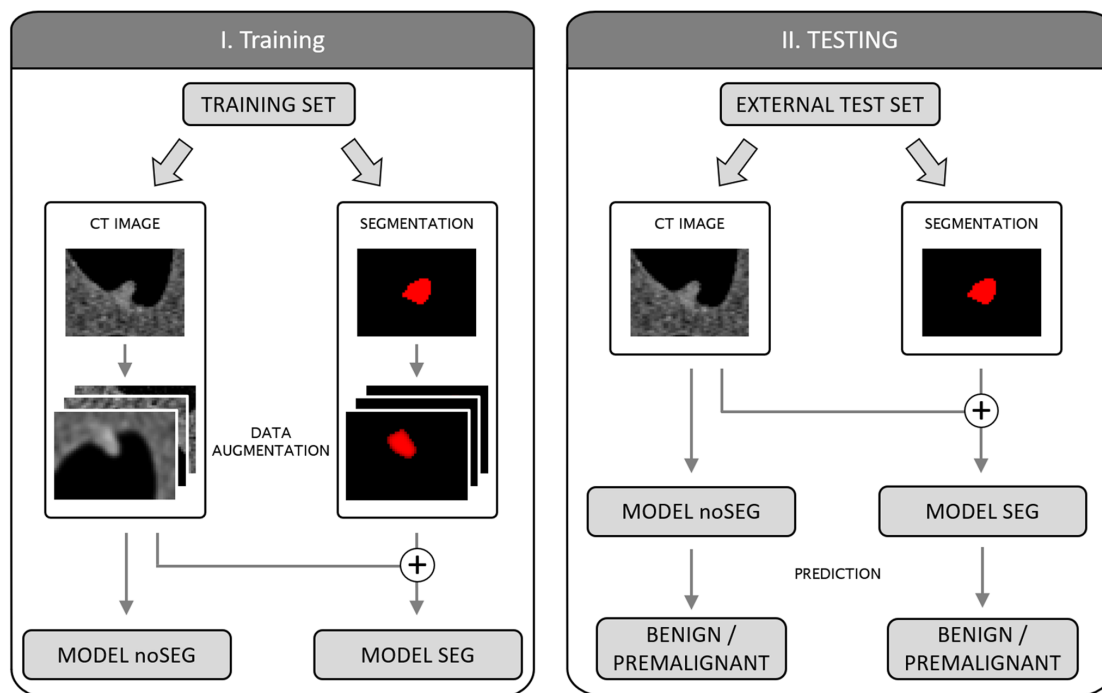 I. Training
TRAINING SET
CT IMAGE
SEGMENTATION
DATA
AUGMENTATION
+
MODEL noSEG
MODEL SEG
II. TESTING
EXTERNAL TEST SET
CT IMAGE
SEGMENTATION
+
MODEL noSEG
MODEL SEG
PREDICTION
BENIGN /
PREMALIGNANT
BENIGN /
PREMALIGNANT